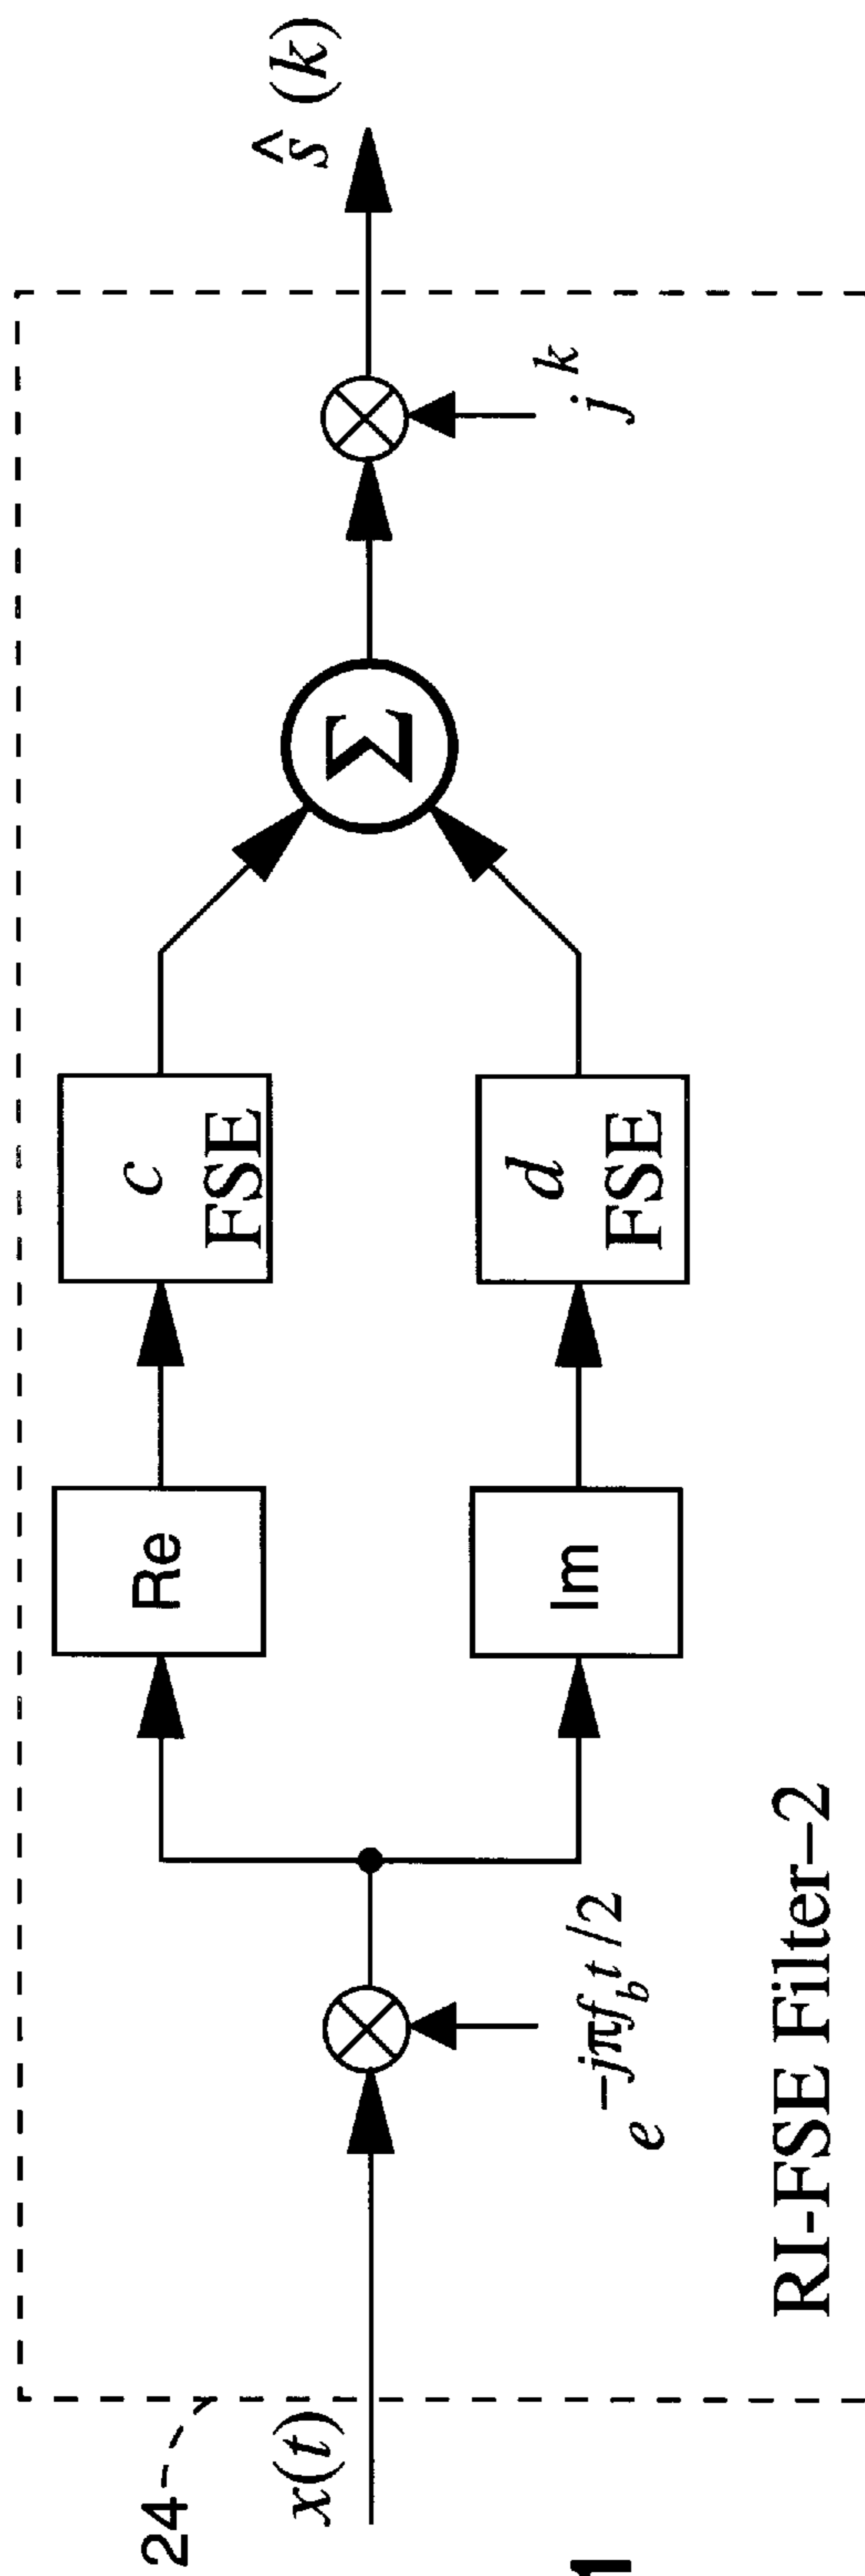 24
x(t)
e^{-jπf_b t/2}
Re
Im
c
FSE
d
FSE
Σ
j^k
ŝ (k)
RI-FSE Filter–2
1